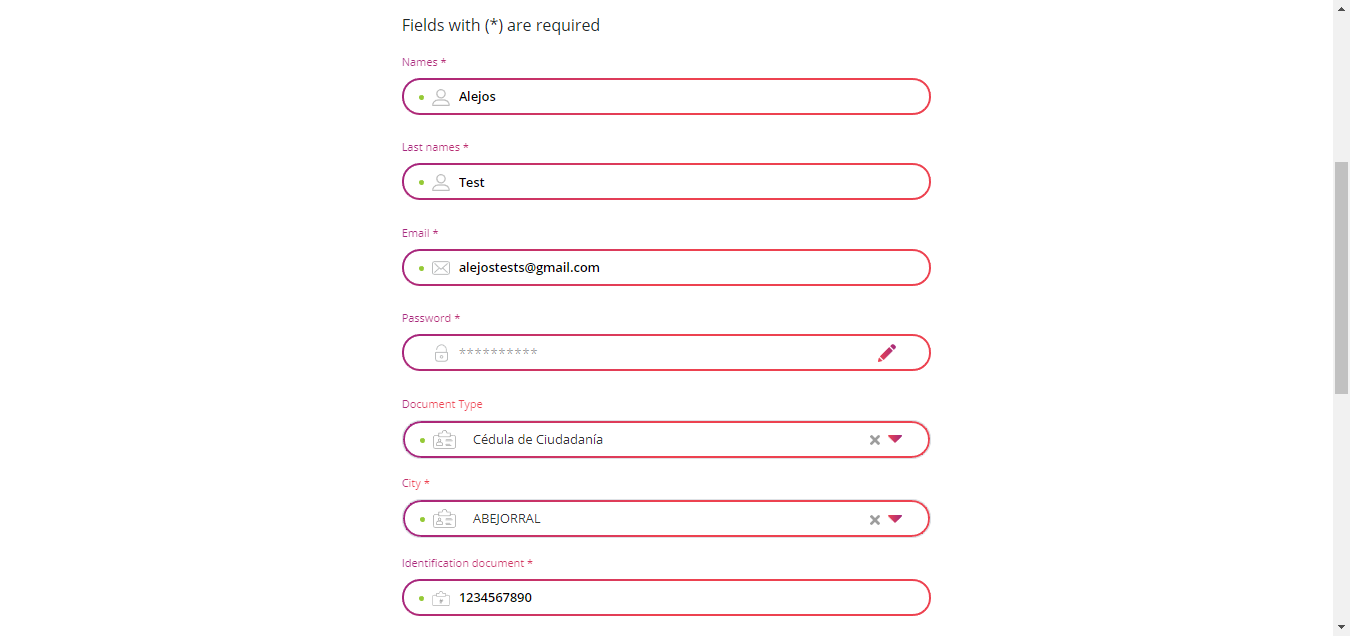 Fields with (*) are required
Names *
Alejos
Last names *
Test
Email *
alejostests@gmail.com
Password *
**********
Document Type
Cédula de Ciudadanía
City *
ABEJORRAL
Identification document *
1234567890